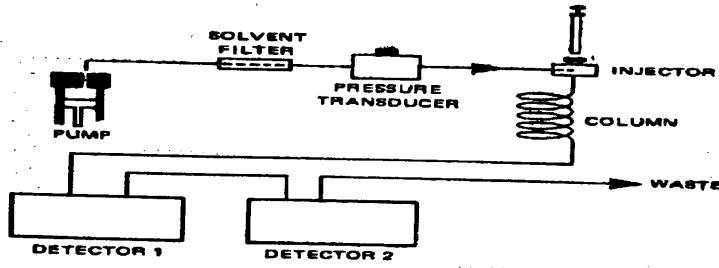 SOLVENT
FILTER
PRESSURE
TRANSDUCER
INJECTOR
PUMP
COLUMN
WASTE
DETECTOR 1
DETECTOR 2